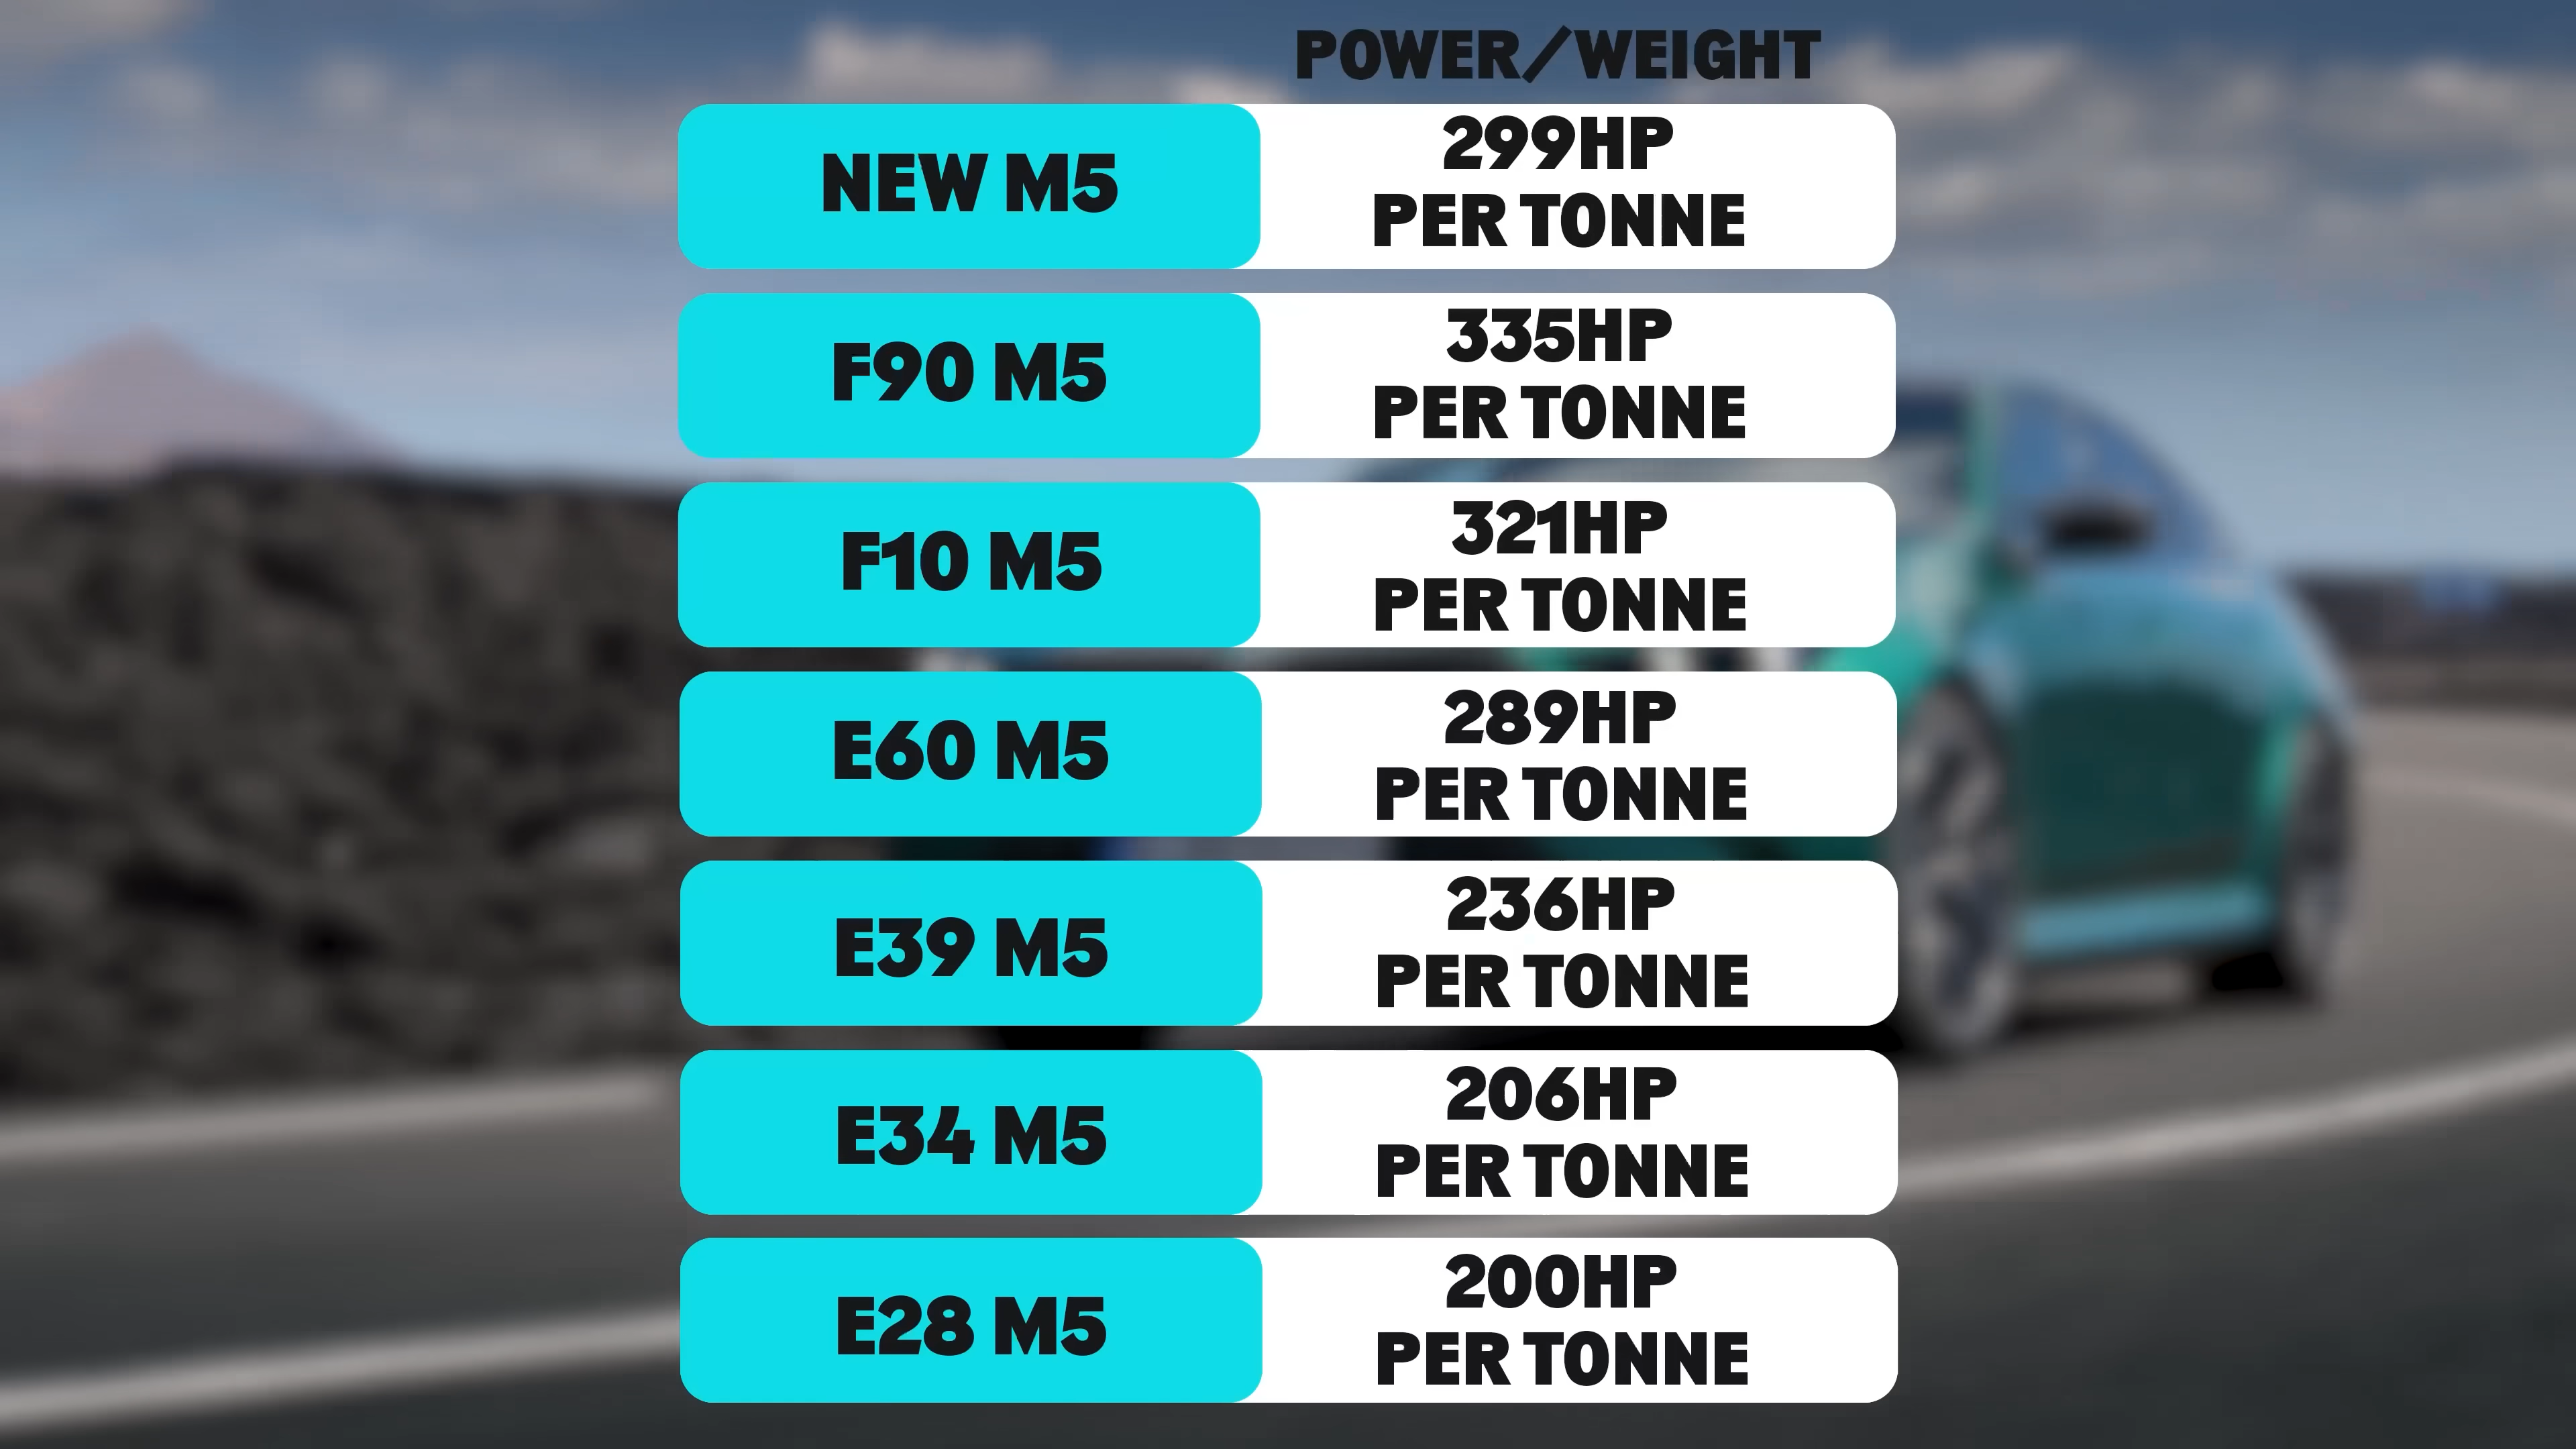 POWER/WEIGHT
NEW M5
299HP
PER TONNE
F90 M5
335HP
PER TONNE
F10 M5
321HP
PER TONNE
E60 M5
289HP
PER TONNE
E39 M5
236HP
PER TONNE
E34 M5
206HP
PER TONNE
E28 M5
200HP
PER TONNE